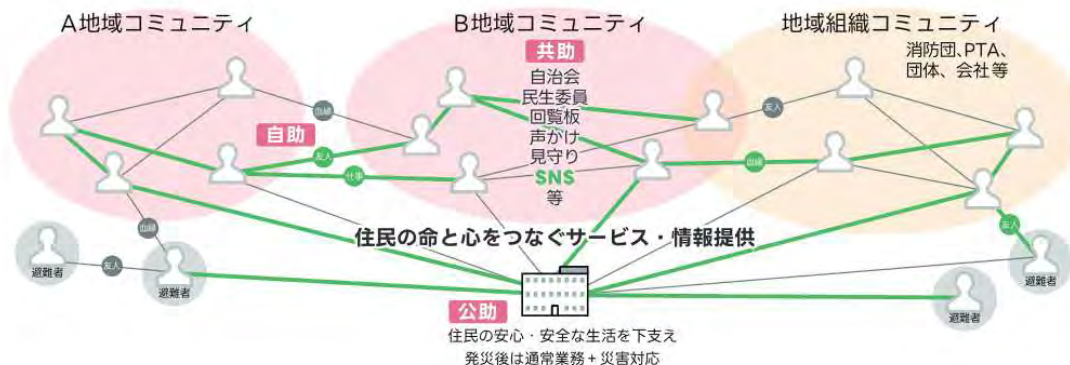 A地域コミュニティ
B地域コミュニティ
地域組織コミュニティ
共助
消防団、PTA、
団体、会社等
自治会
民生委員
回覧板
声かけ
見守り
SNS
等
血縁
友人
自助
友人
仕事
血縁
血縁
友人
住民の命と心をつなぐサービス・情報提供
避難者
友人
避難者
避難者
避難者
公助
住民の安心・安全な生活を下支え
発災後は通常業務+災害対応